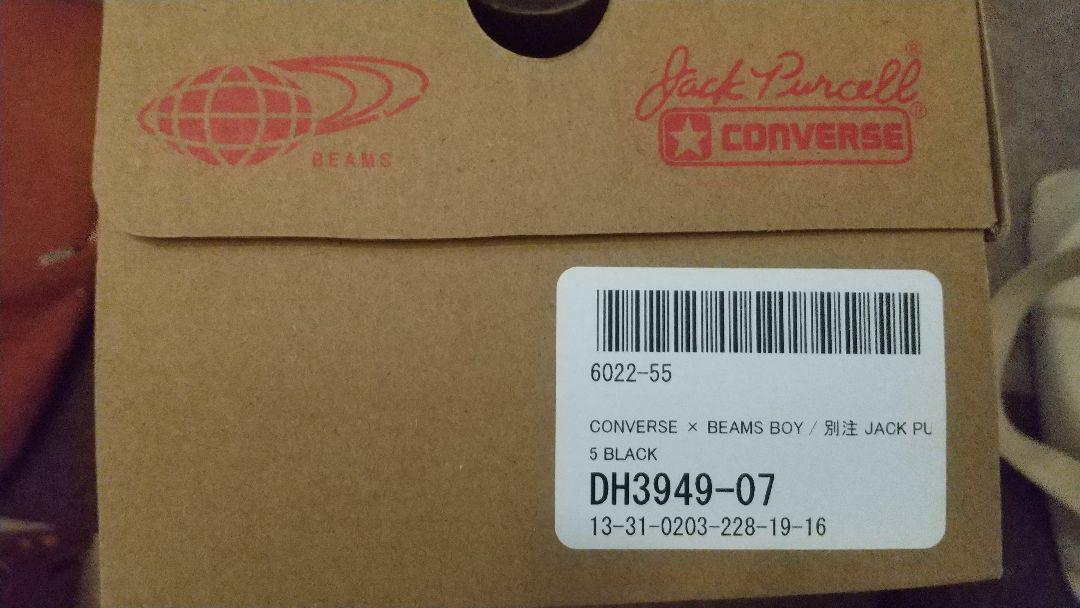 BEAMS
Jack Purcell®
CONVERSE®
6022-55
CONVERSE × BEAMS BOY / 別注 JACK PU
5 BLACK
DH3949-07
13-31-0203-228-19-16